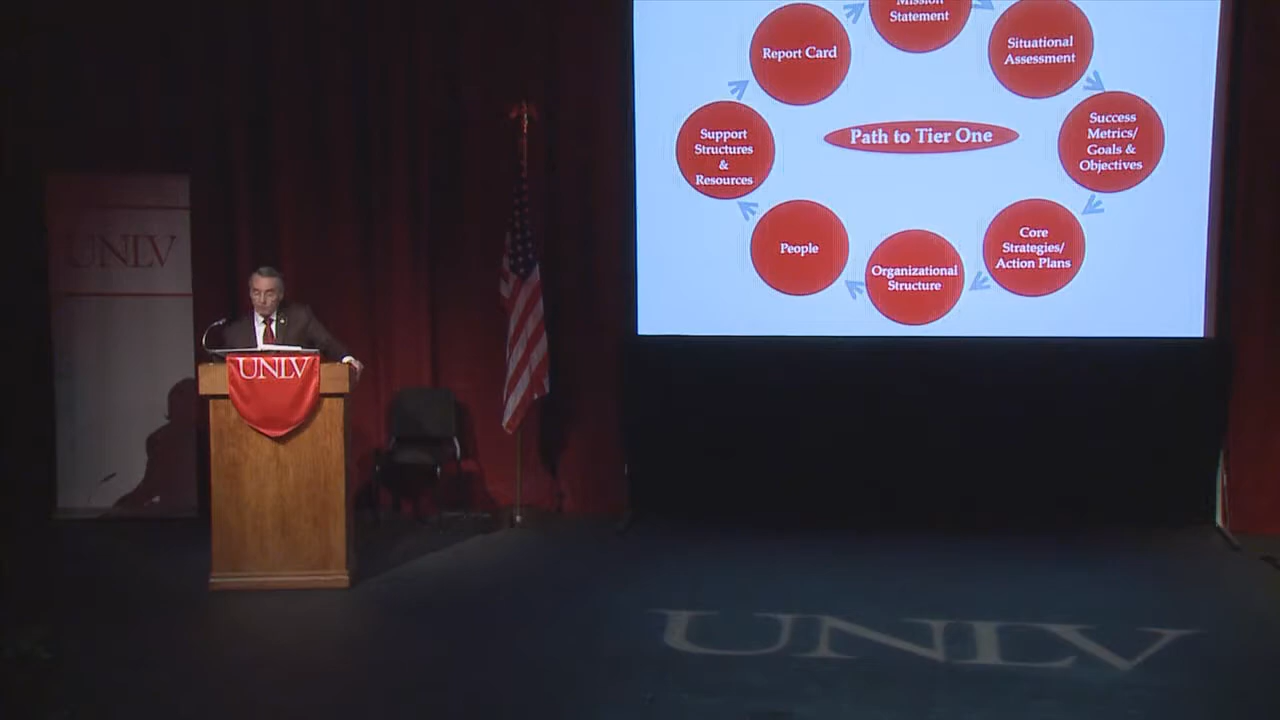 Mission
Statement
Report Card
Situational
Assessment
Success
Metrics/
Goals &
Objectives
Path to Tier One
Support
Structures
&
Resources
Core
Strategies/
Action Plans
People
Organizational
Structure
UNLV
UNLV
UNLV